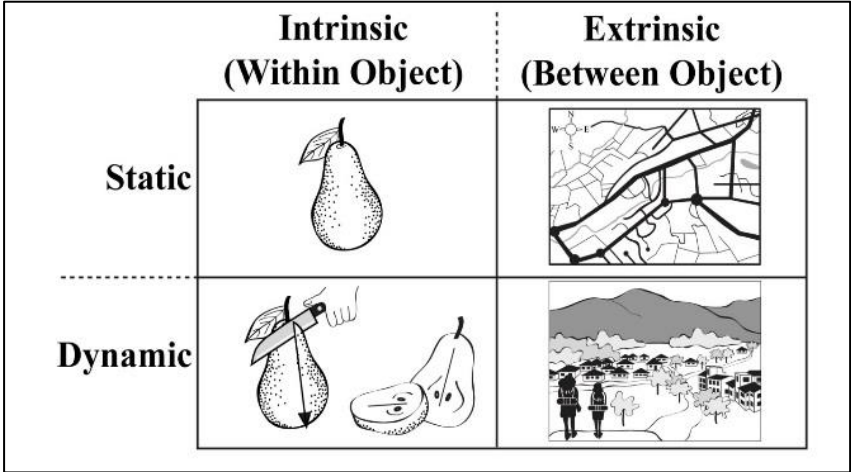 Intrinsic
(Within Object)
Extrinsic
(Between Object)
Static
N
W E
S
Dynamic